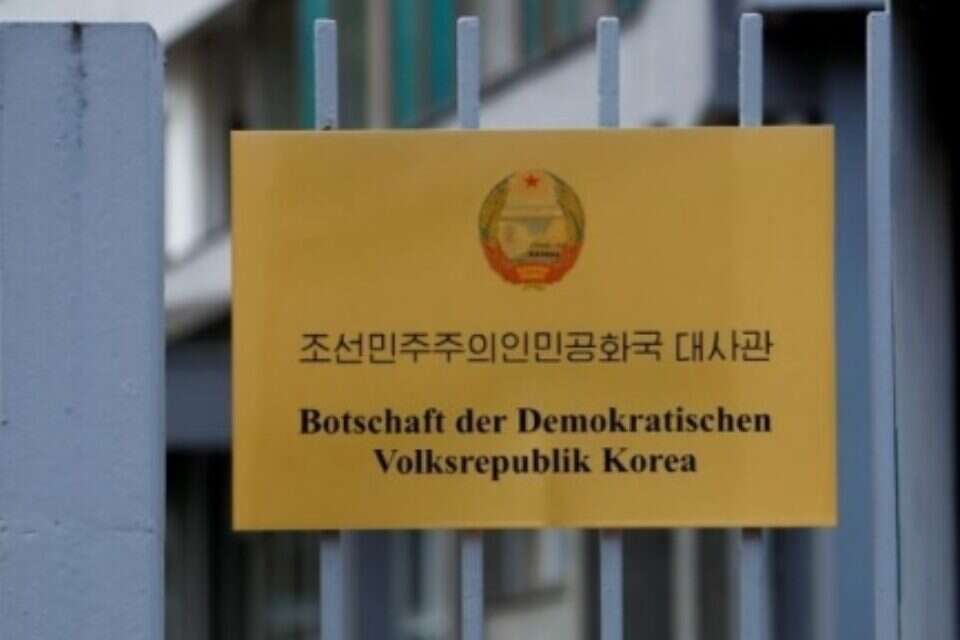 조선민주주의인민공화국 대사관
Botschaft der Demokratischen
Volksrepublik Korea